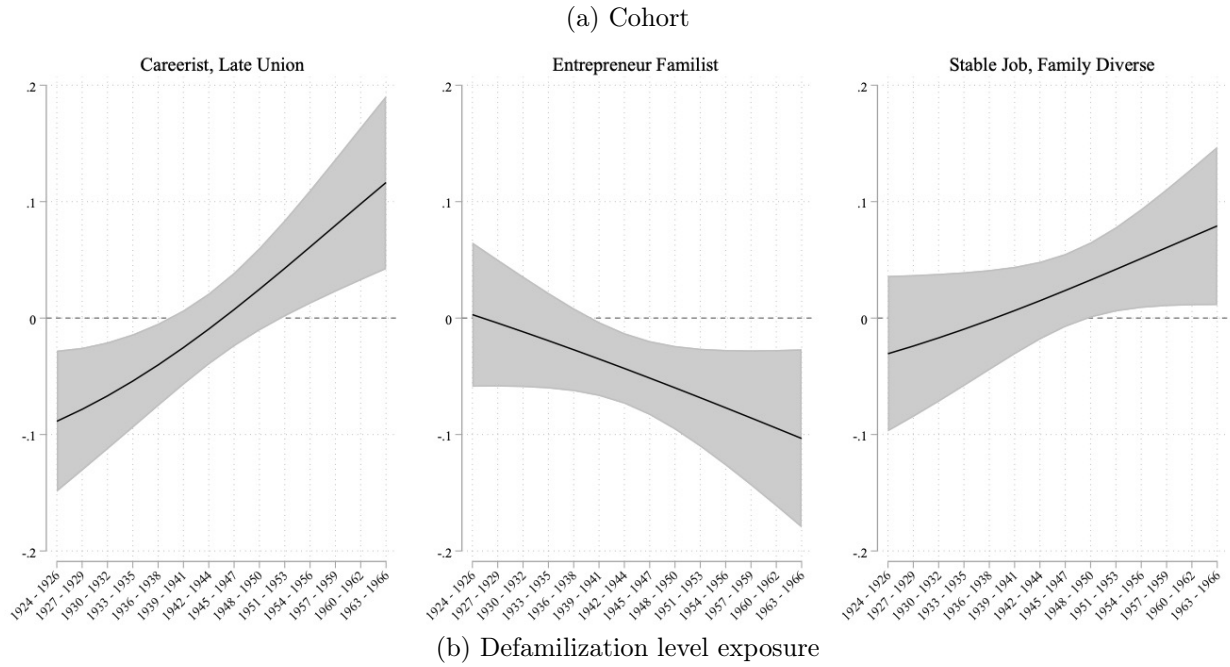 (a) Cohort
Careerist, Late Union
Entrepreneur Familist
Stable Job, Family Diverse
.2
.1
0
-.1
-.2
.2
.1
0
-.1
-.2
.2
.1
0
-.1
-.2
1924 - 1926
1927 - 1929
1930 - 1932
1933 - 1935
1936 - 1938
1939 - 1941
1942 - 1944
1945 - 1947
1948 - 1950
1951 - 1953
1954 - 1956
1957 - 1959
1960 - 1962
1963 - 1966
1924 - 1926
1927 - 1929
1930 - 1932
1933 - 1935
1936 - 1938
1939 - 1941
1942 - 1944
1945 - 1947
1948 - 1950
1951 - 1953
1954 - 1956
1957 - 1959
1960 - 1962
1963 - 1966
1924 - 1926
1927 - 1929
1930 - 1932
1933 - 1935
1936 - 1938
1939 - 1941
1942 - 1944
1945 - 1947
1948 - 1950
1951 - 1953
1954 - 1956
1957 - 1959
1960 - 1962
1963 - 1966
(b) Defamilization level exposure